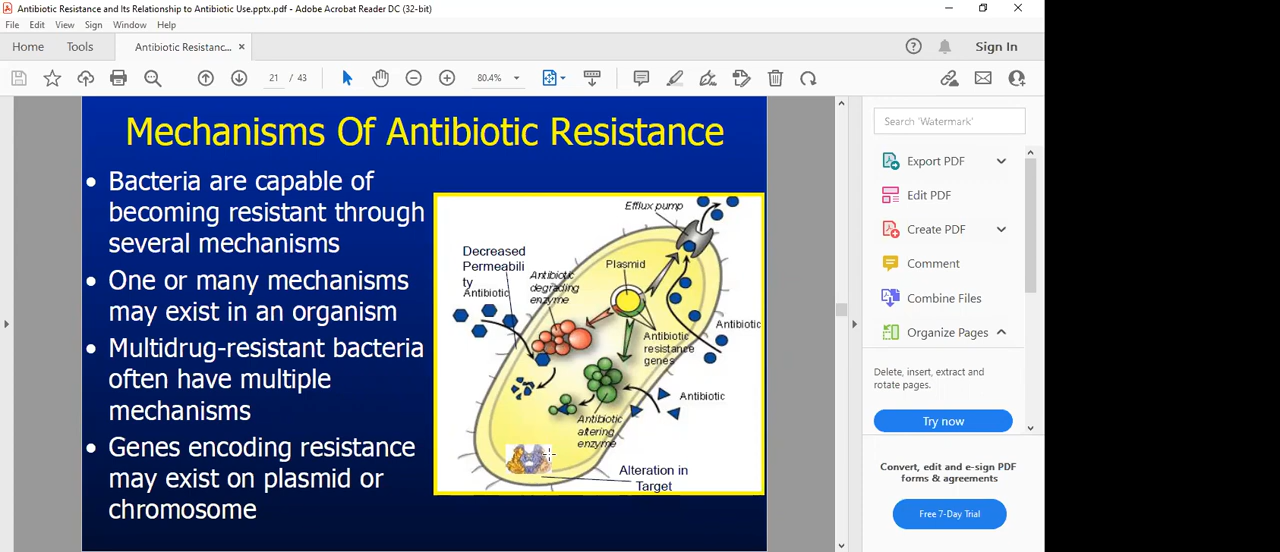 Antibiotic Resistance and Its Relationship to Antibiotic Use.pptx.pdf - Adobe Acrobat Reader DC (32-bit)
File Edit View Sign Window Help
Home Tools Antibiotic Resistanc... × Sign In
21 / 43 80.4%
Mechanisms Of Antibiotic Resistance
• Bacteria are capable of
becoming resistant through
several mechanisms
• One or many mechanisms
may exist in an organism
• Multidrug-resistant bacteria
often have multiple
mechanisms
• Genes encoding resistance
may exist on plasmid or
chromosome
Efflux pump
Decreased
Permeabili
ty
Antibiotic
Antibiotic
degrading
enzyme
Plasmid
Antibiotic
Antibiotic
resistance
genes
Antibiotic
Antibiotic
altering
enzyme
Alteration in
Target
Search 'Watermark'
Export PDF
Edit PDF
Create PDF
Comment
Combine Files
Organize Pages
Delete, insert, extract and
rotate pages.
Try now
Convert, edit and e-sign PDF
forms & agreements
Free 7-Day Trial